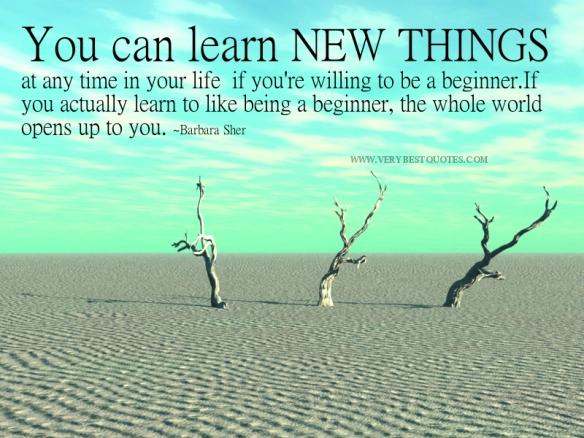 You can learn NEW THINGS
at any time in your life if you're willing to be a beginner.If
you actually learn to like being a beginner, the whole world
opens up to you. ~Barbara Sher
WWW.VERYBESTQUOTES.COM